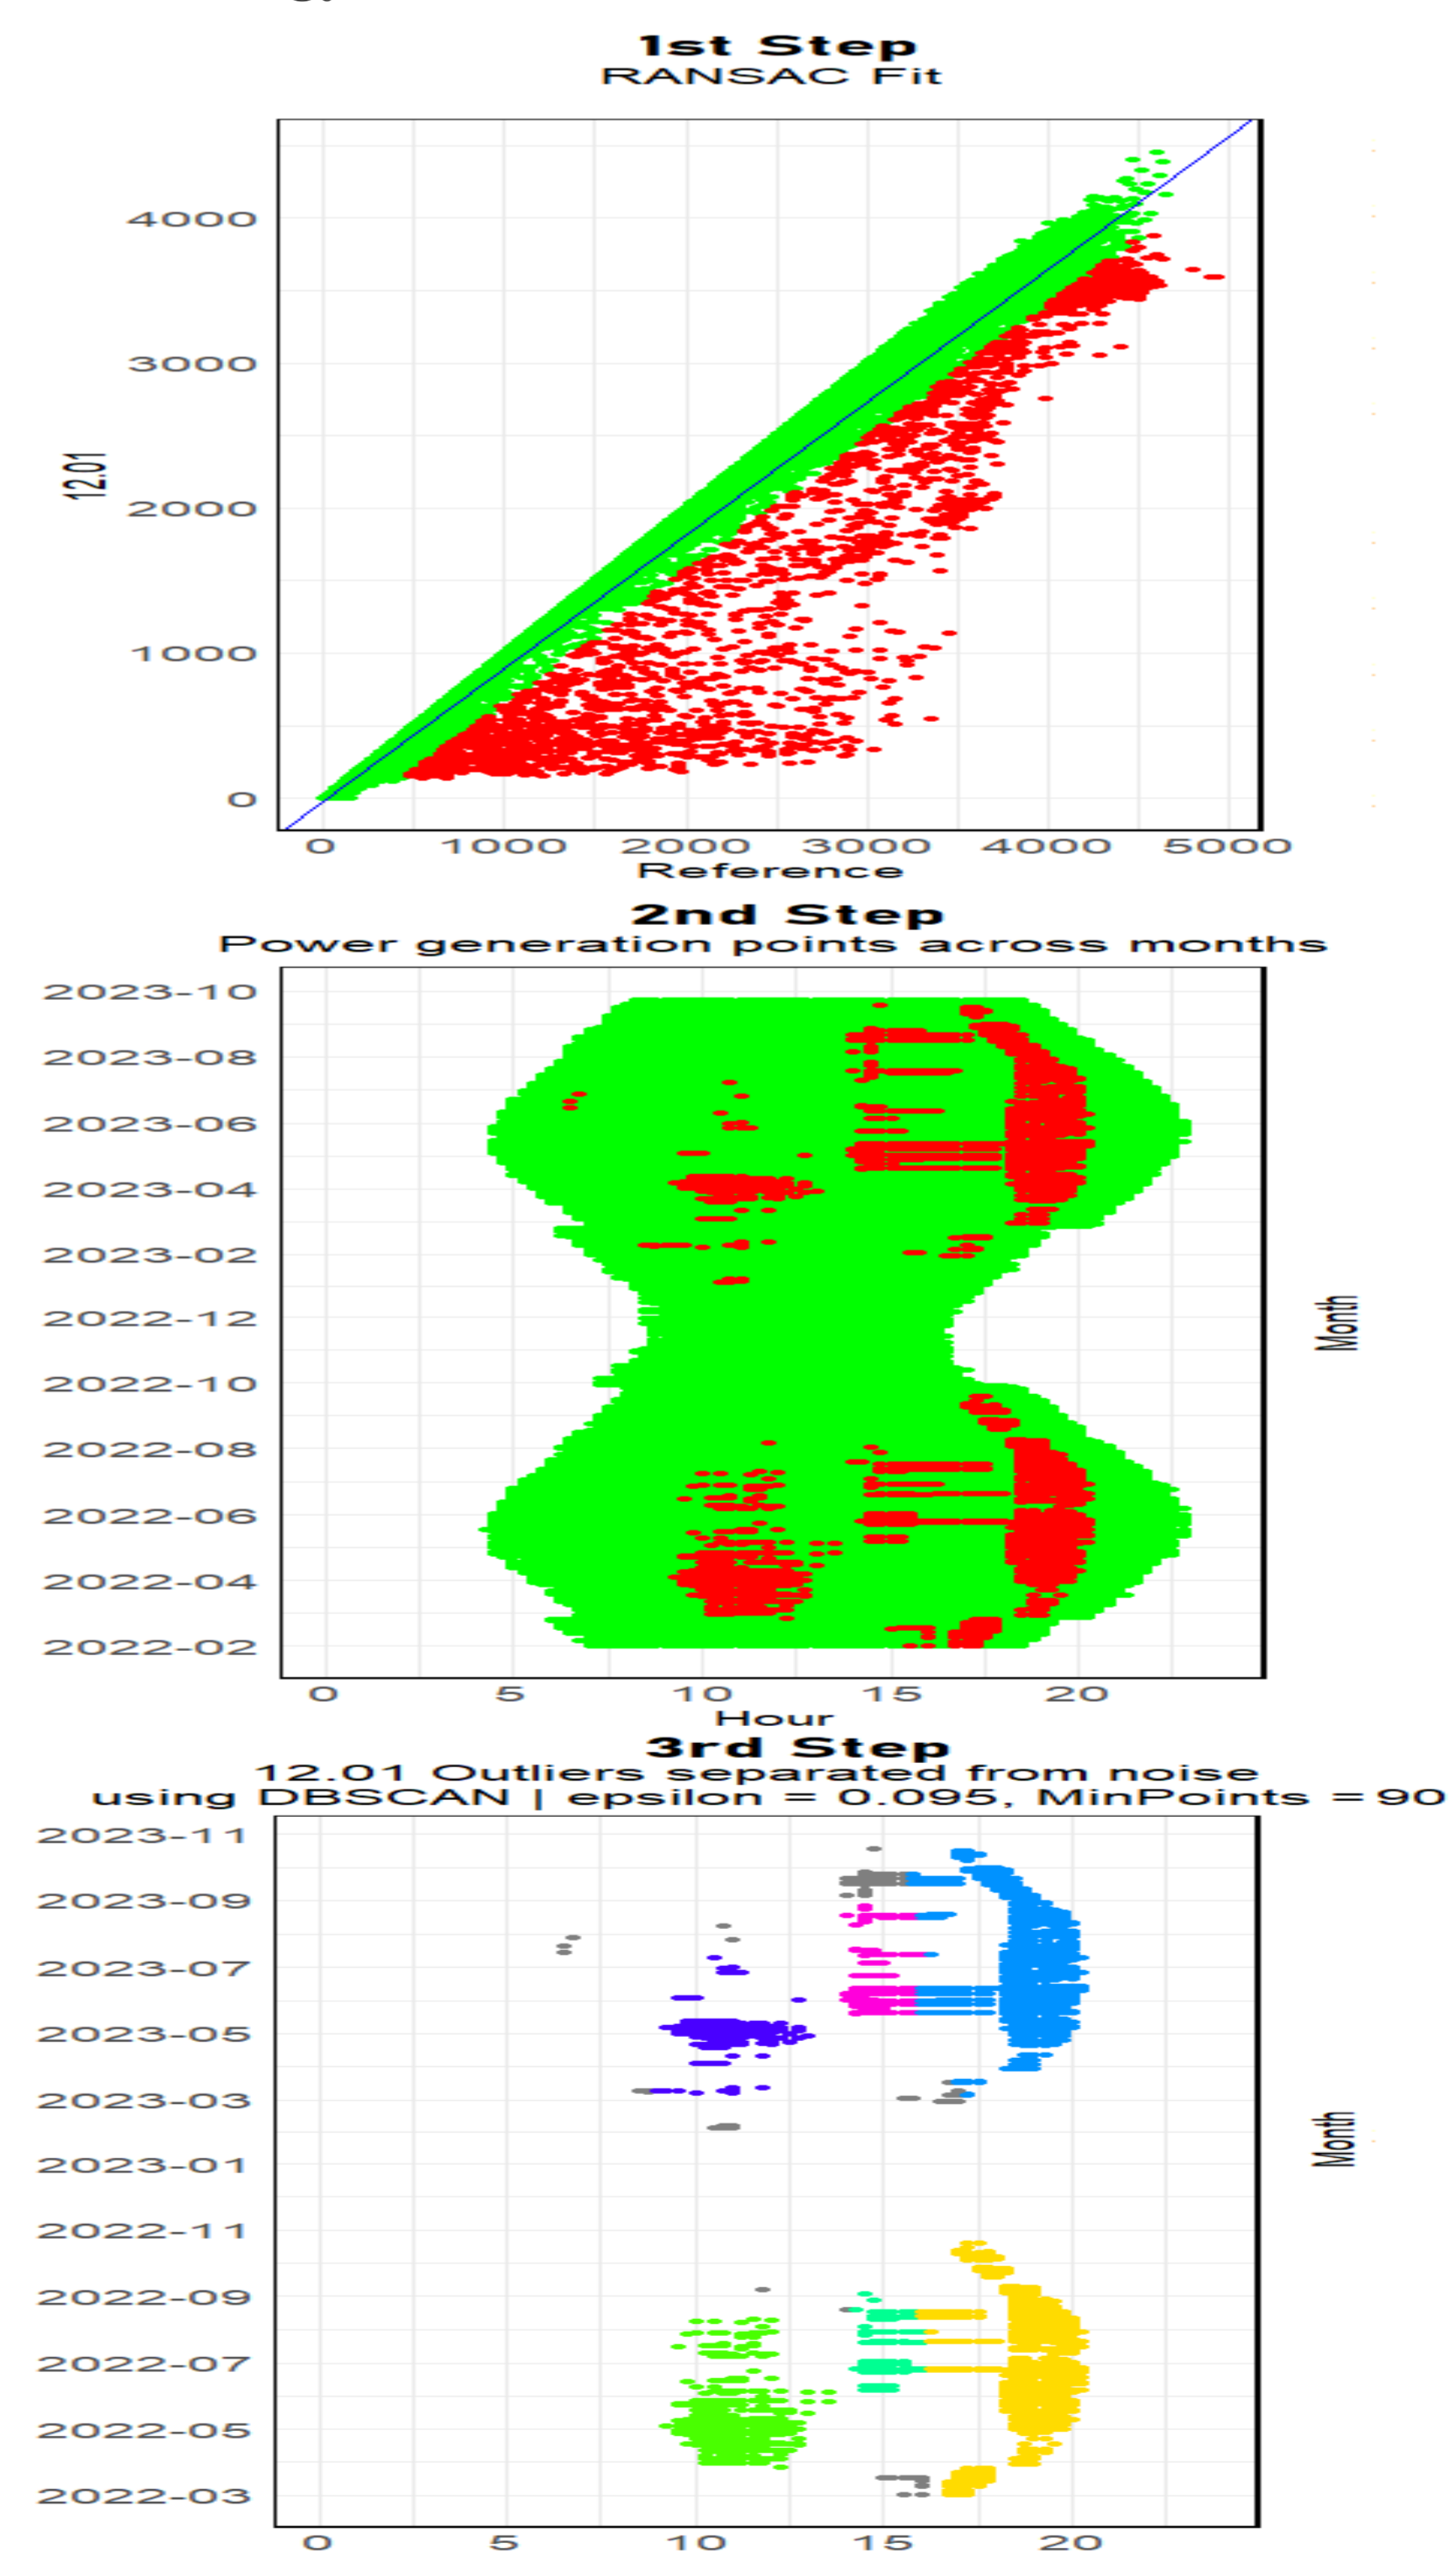 1st Step
RANSAC Fit
4000
3000
2000
1000
0
12.01
0 1000 2000 3000 4000 5000
Reference
2nd Step
Power generation points across months
2023-10
2023-08
2023-06
2023-04
2023-02
2022-12
2022-10
2022-08
2022-06
2022-04
2022-02
Month
0 5 10 15 20
Hour
3rd Step
12.01 Outliers separated from noise
using DBSCAN | epsilon = 0.095, MinPoints = 90
2023-11
2023-09
2023-07
2023-05
2023-03
2023-01
2022-11
2022-09
2022-07
2022-05
2022-03
Month
0 5 10 15 20